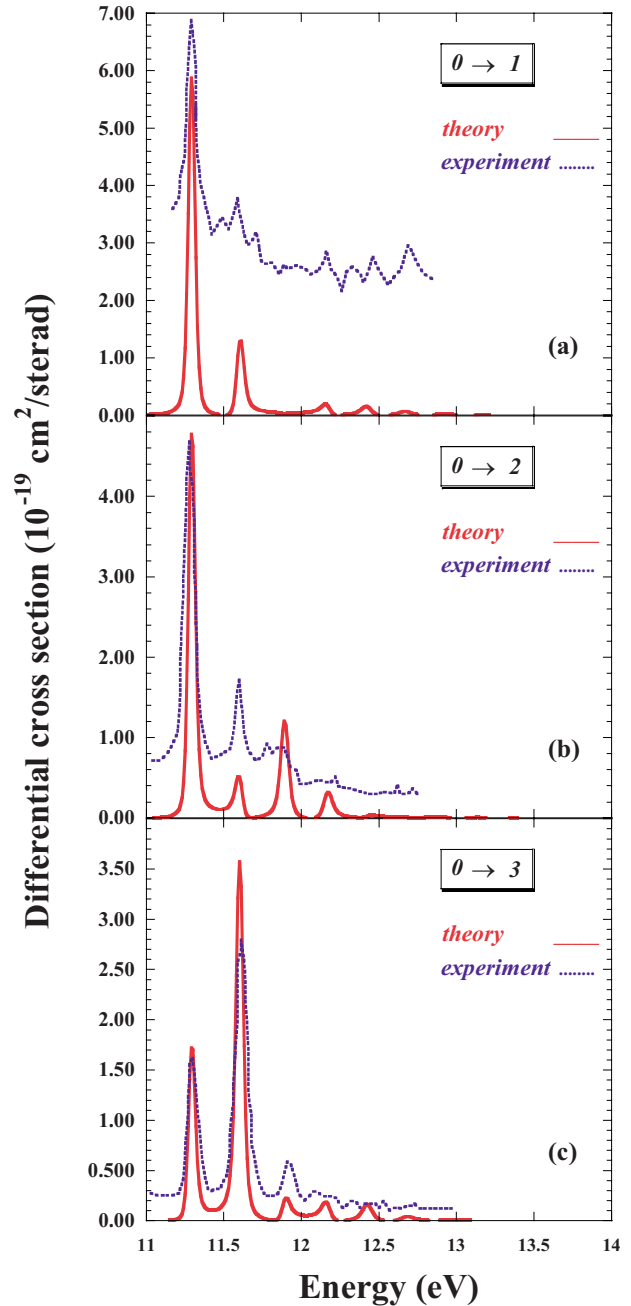 Differential cross section (10⁻¹⁹ cm²/sterad)
7.00
6.00
5.00
4.00
3.00
2.00
1.00
0.00
0 → 1
theory
experiment ........
(a)
4.00
3.00
2.00
1.00
0.00
0 → 2
theory
experiment ........
(b)
3.50
3.00
2.50
2.00
1.50
1.00
0.500
0.00
0 → 3
theory
experiment ........
(c)
11 11.5 12 12.5 13 13.5 14
Energy (eV)